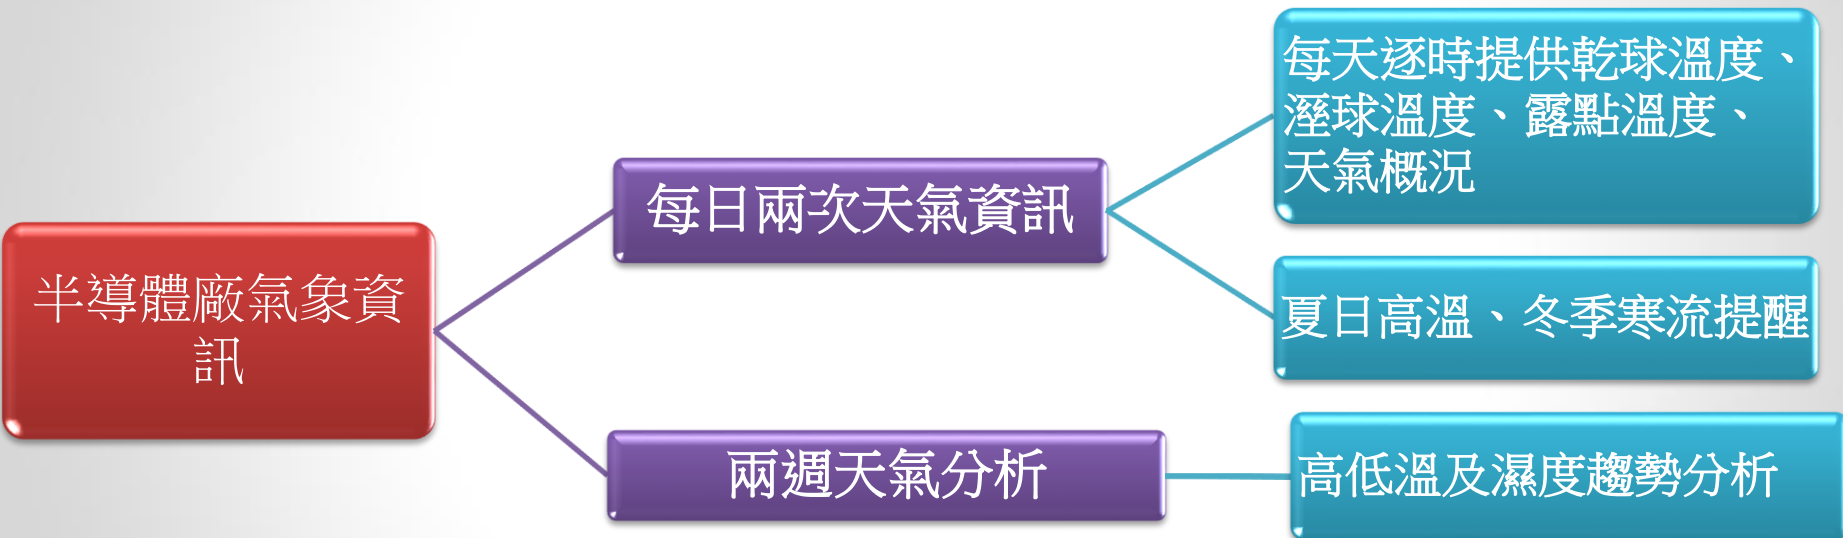 半導體廠氣象資
訊
每日兩次天氣資訊
每天逐時提供乾球溫度、
溼球溫度、露點溫度、
天氣概況
夏日高溫、冬季寒流提醒
兩週天氣分析
高低溫及濕度趨勢分析